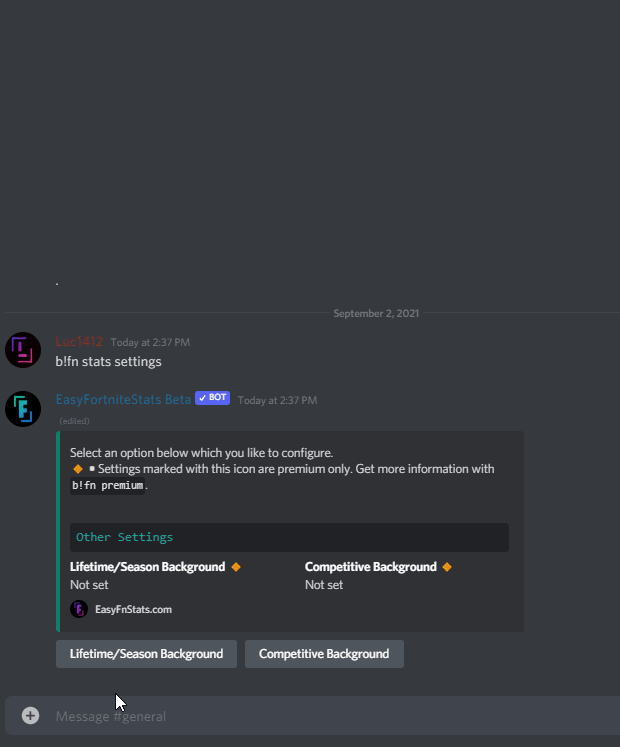 .
September 2, 2021
Luc1412 Today at 2:37 PM
b!fn stats settings
EasyFortniteStats Beta ✓ BOT Today at 2:37 PM
(edited)
Select an option below which you like to configure.
🔸 ▪ Settings marked with this icon are premium only. Get more information with
b!fn premium.
Other Settings
Lifetime/Season Background 🔸 Competitive Background 🔸
Not set Not set
EasyFnStats.com
Lifetime/Season Background Competitive Background
Message #general